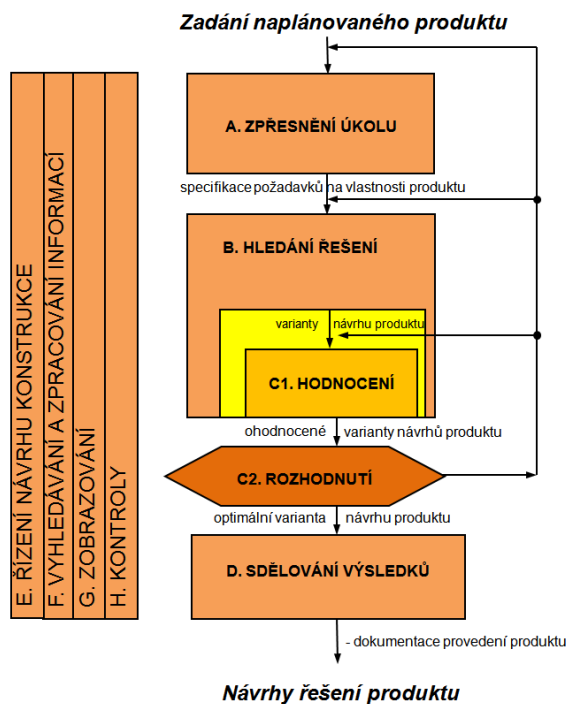 Zadání naplánovaného produktu
A. ZPŘESNĚNÍ ÚKOLU
specifikace požadavků na vlastnosti produktu
B. HLEDÁNÍ ŘEŠENÍ
varianty návrhu produktu
C1. HODNOCENÍ
ohodnocené varianty návrhů produktu
C2. ROZHODNUTÍ
optimální varianta návrhu produktu
D. SDĚLOVÁNÍ VÝSLEDKŮ
- dokumentace provedení produktu
Návrhy řešení produktu
E. ŘÍZENÍ NÁVRHU KONSTRUKCE
F. VYHLEDÁVÁNÍ A ZPRACOVÁNÍ INFORMACÍ
G. ZOBRAZOVÁNÍ
H. KONTROLY